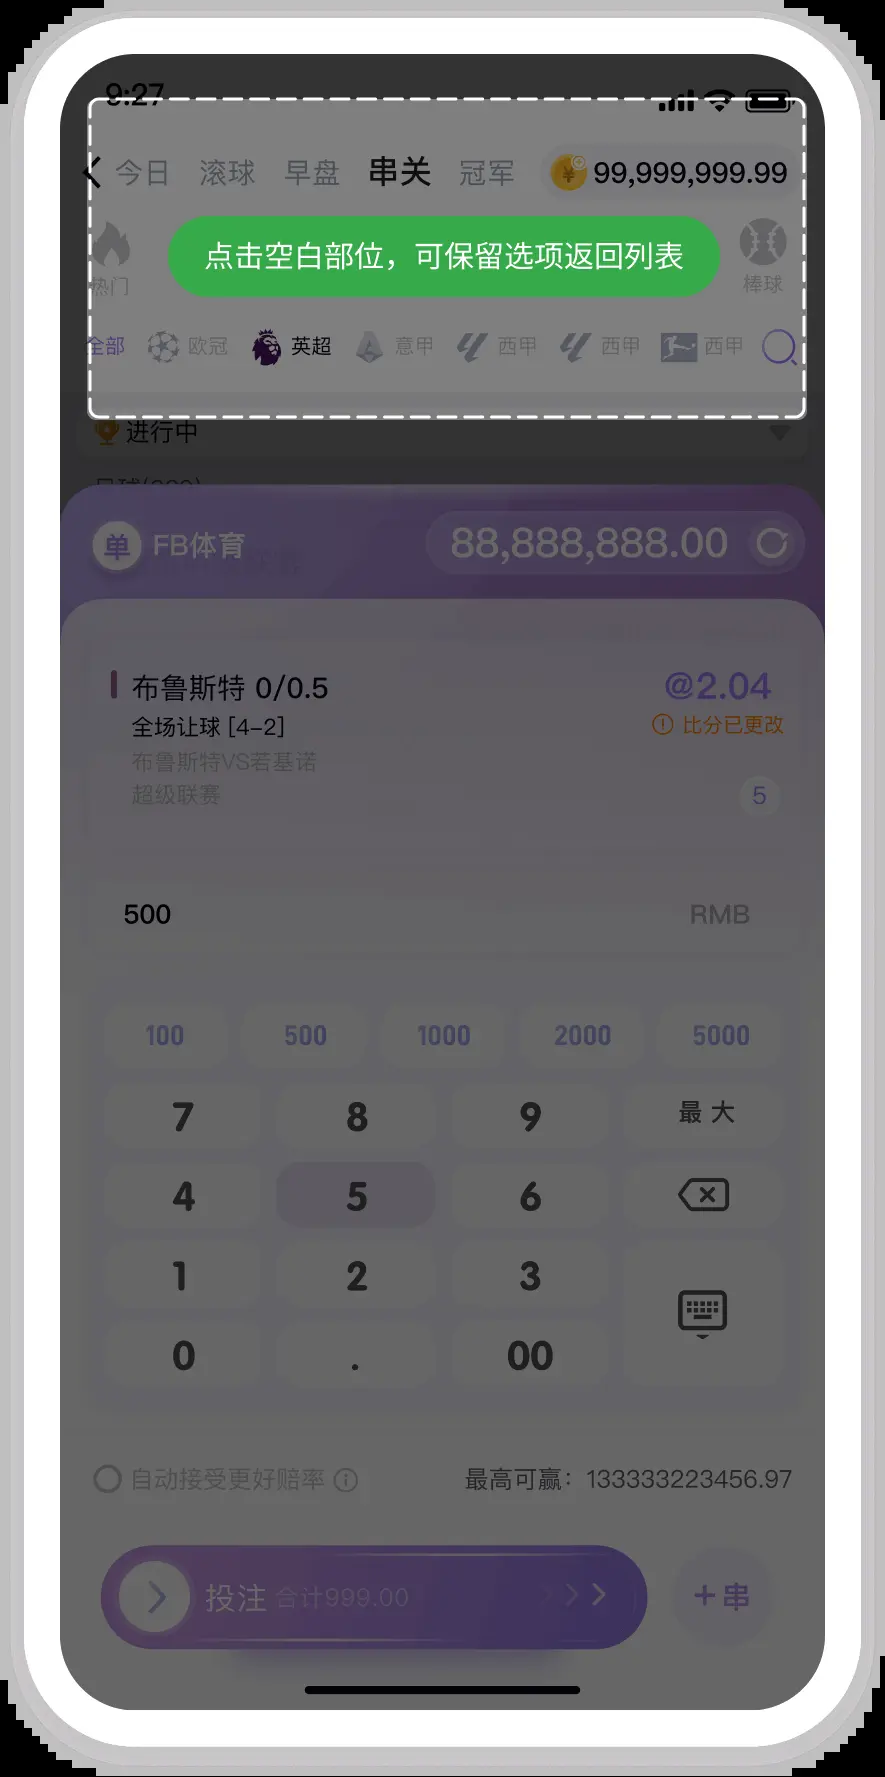 9:27
今日 滚球 早盘 串关 冠军 ¥ 99,999,999.99
点击空白部位，可保留选项返回列表
热门 棒球
全部 欧冠 英超 意甲 西甲 西甲 西甲
进行中
单 FB体育 88,888,888.00
布鲁斯特 0/0.5 @2.04
全场让球 [4-2] 比分已更改
布鲁斯特VS若基诺
超级联赛 5
500 RMB
100 500 1000 2000 5000
7 8 9 最大
4 5 6
1 2 3
0 . 00
自动接受更好赔率 最高可赢：133333223456.97
投注 合计999.00 +串